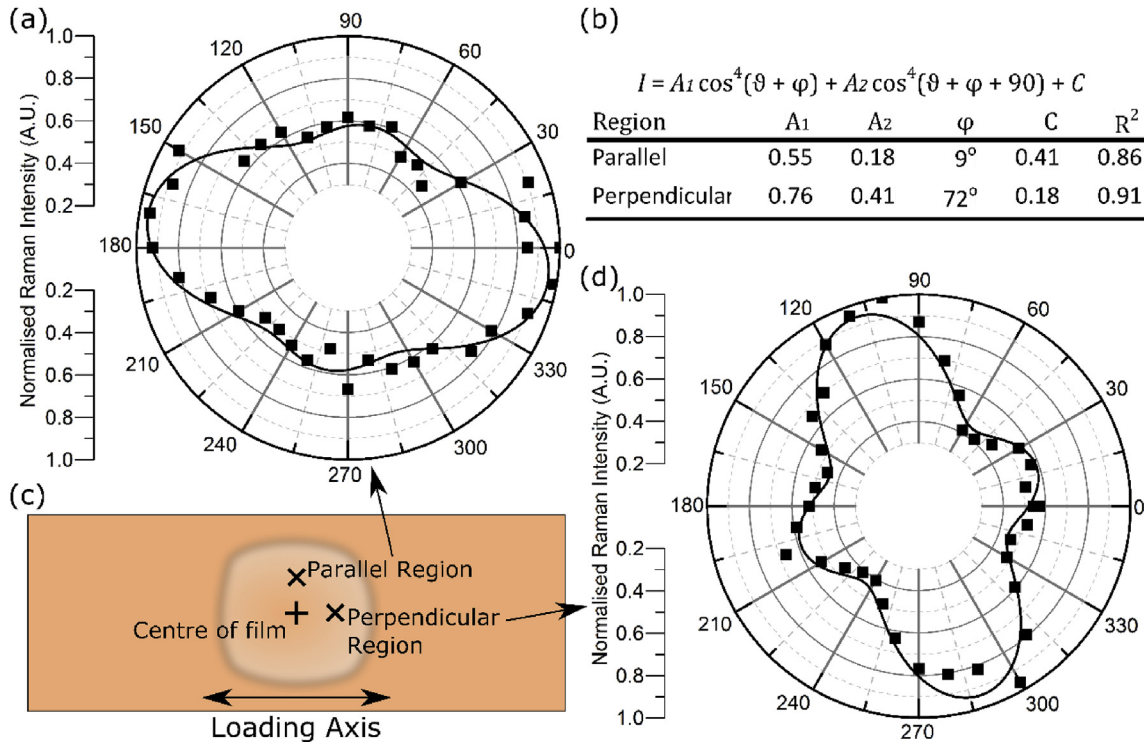 (a)
Normalised Raman Intensity (A.U.)
1.0
0.8
0.6
0.4
0.2
0.2
0.4
0.6
0.8
1.0
90
60
30
0
330
300
270
240
210
180
150
120
(b)
I = A1 cos⁴(ϑ + φ) + A2 cos⁴(ϑ + φ + 90) + C
Region A1 A2 φ C R²
Parallel 0.55 0.18 9° 0.41 0.86
Perpendicular 0.76 0.41 72° 0.18 0.91
(c)
Parallel Region
Centre of film
Perpendicular
Region
Loading Axis
(d)
Normalised Raman Intensity (A.U.)
1.0
0.8
0.6
0.4
0.2
0.2
0.4
0.6
0.8
1.0
90
60
30
0
330
300
270
240
210
180
150
120